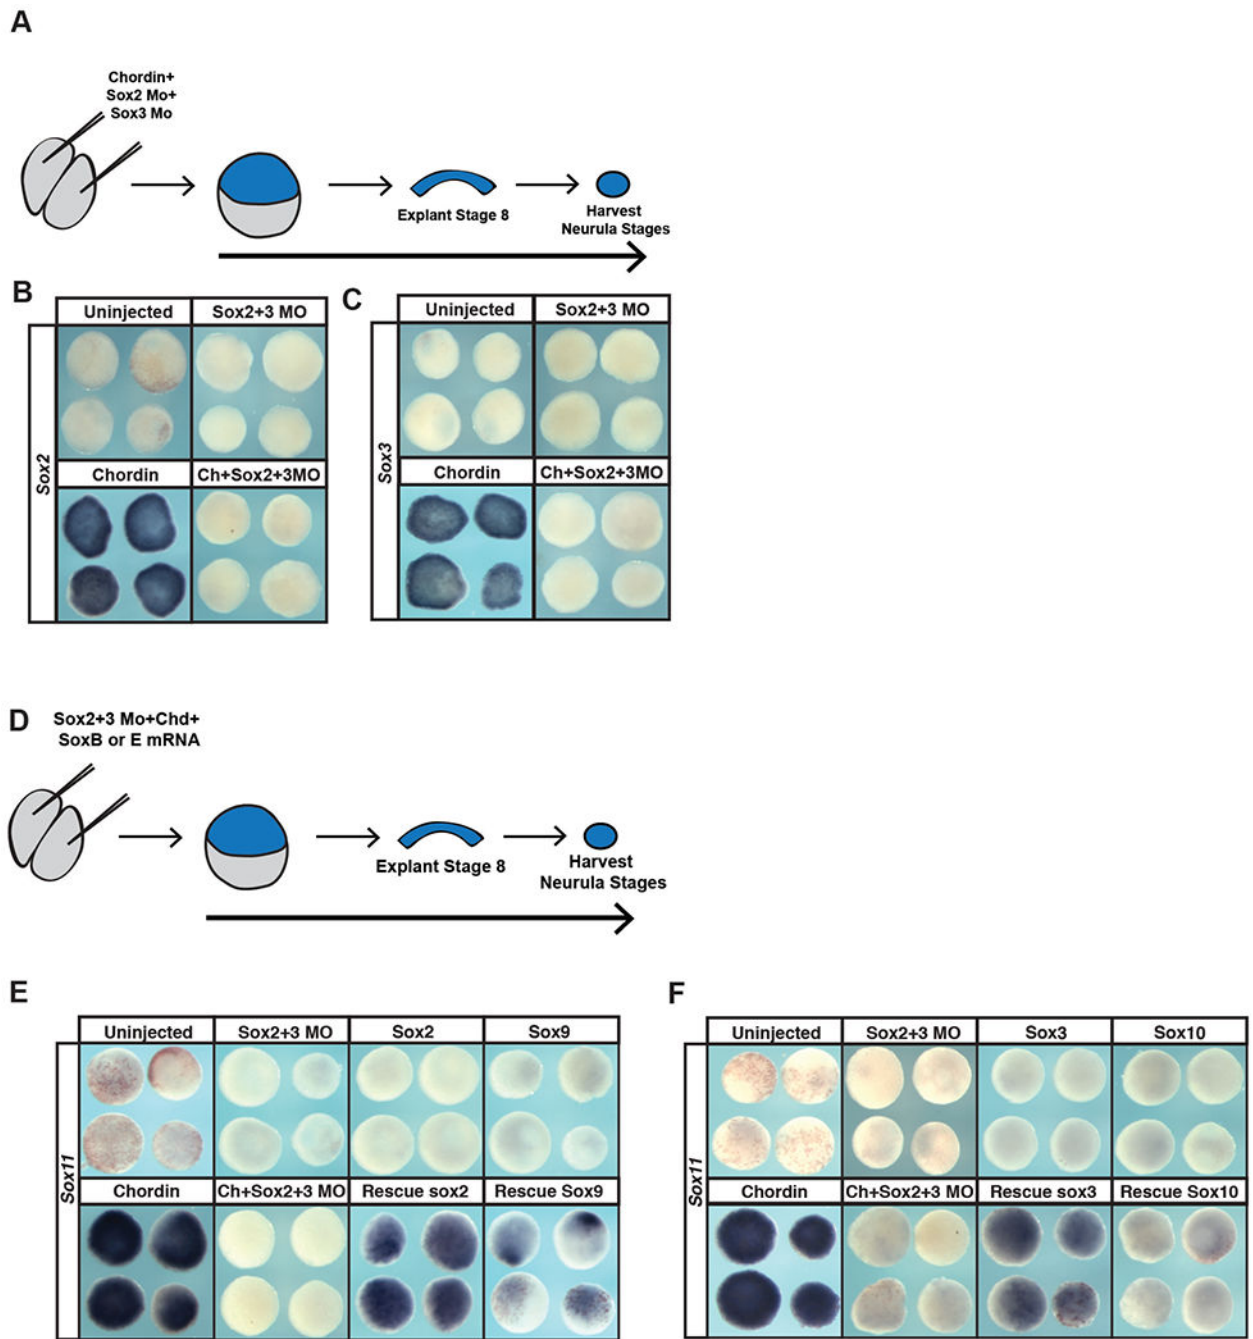 A
Chordin+
Sox2 Mo+
Sox3 Mo
Explant Stage 8
Harvest
Neurula Stages
B
Uninjected
Sox2+3 MO
Sox2
Chordin
Ch+Sox2+3MO
C
Uninjected
Sox2+3 MO
Sox3
Chordin
Ch+Sox2+3MO
D
Sox2+3 Mo+Chd+
SoxB or E mRNA
Explant Stage 8
Harvest
Neurula Stages
E
Uninjected
Sox2+3 MO
Sox2
Sox9
Sox11
Chordin
Ch+Sox2+3 MO
Rescue sox2
Rescue Sox9
F
Uninjected
Sox2+3 MO
Sox3
Sox10
Sox11
Chordin
Ch+Sox2+3 MO
Rescue sox3
Rescue Sox10